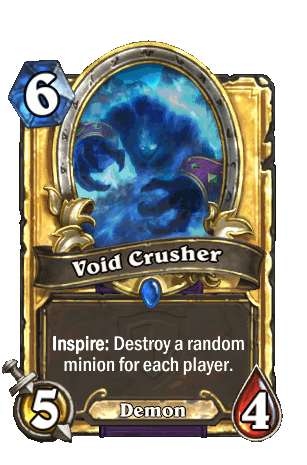 6
Void Crusher
Inspire: Destroy a random
minion for each player.
5
Demon
4